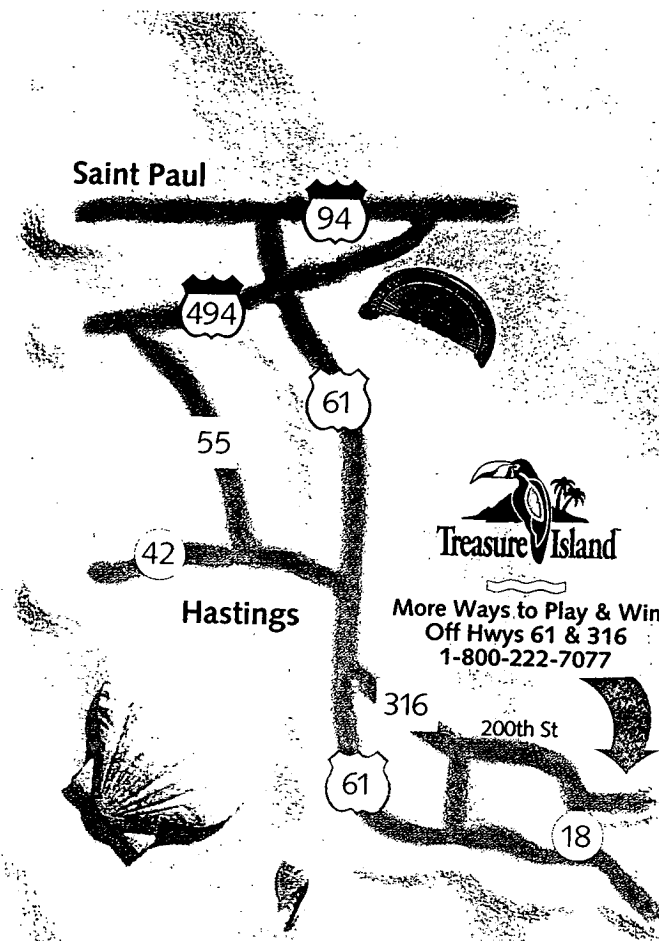 Saint Paul
94
494
61
55
Treasure Island
42
Hastings
More Ways to Play & Win
Off Hwys 61 & 316
1-800-222-7077
316
200th St
61
18